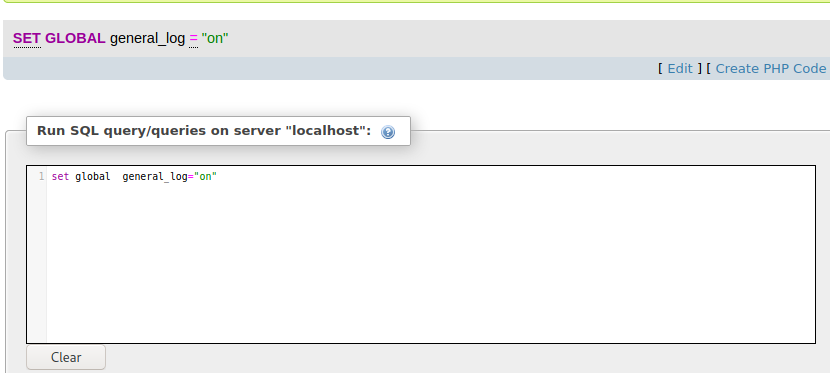 SET GLOBAL general_log = "on"
[ Edit ] [ Create PHP Code
Run SQL query/queries on server "localhost":
1 set global  general_log="on"
Clear